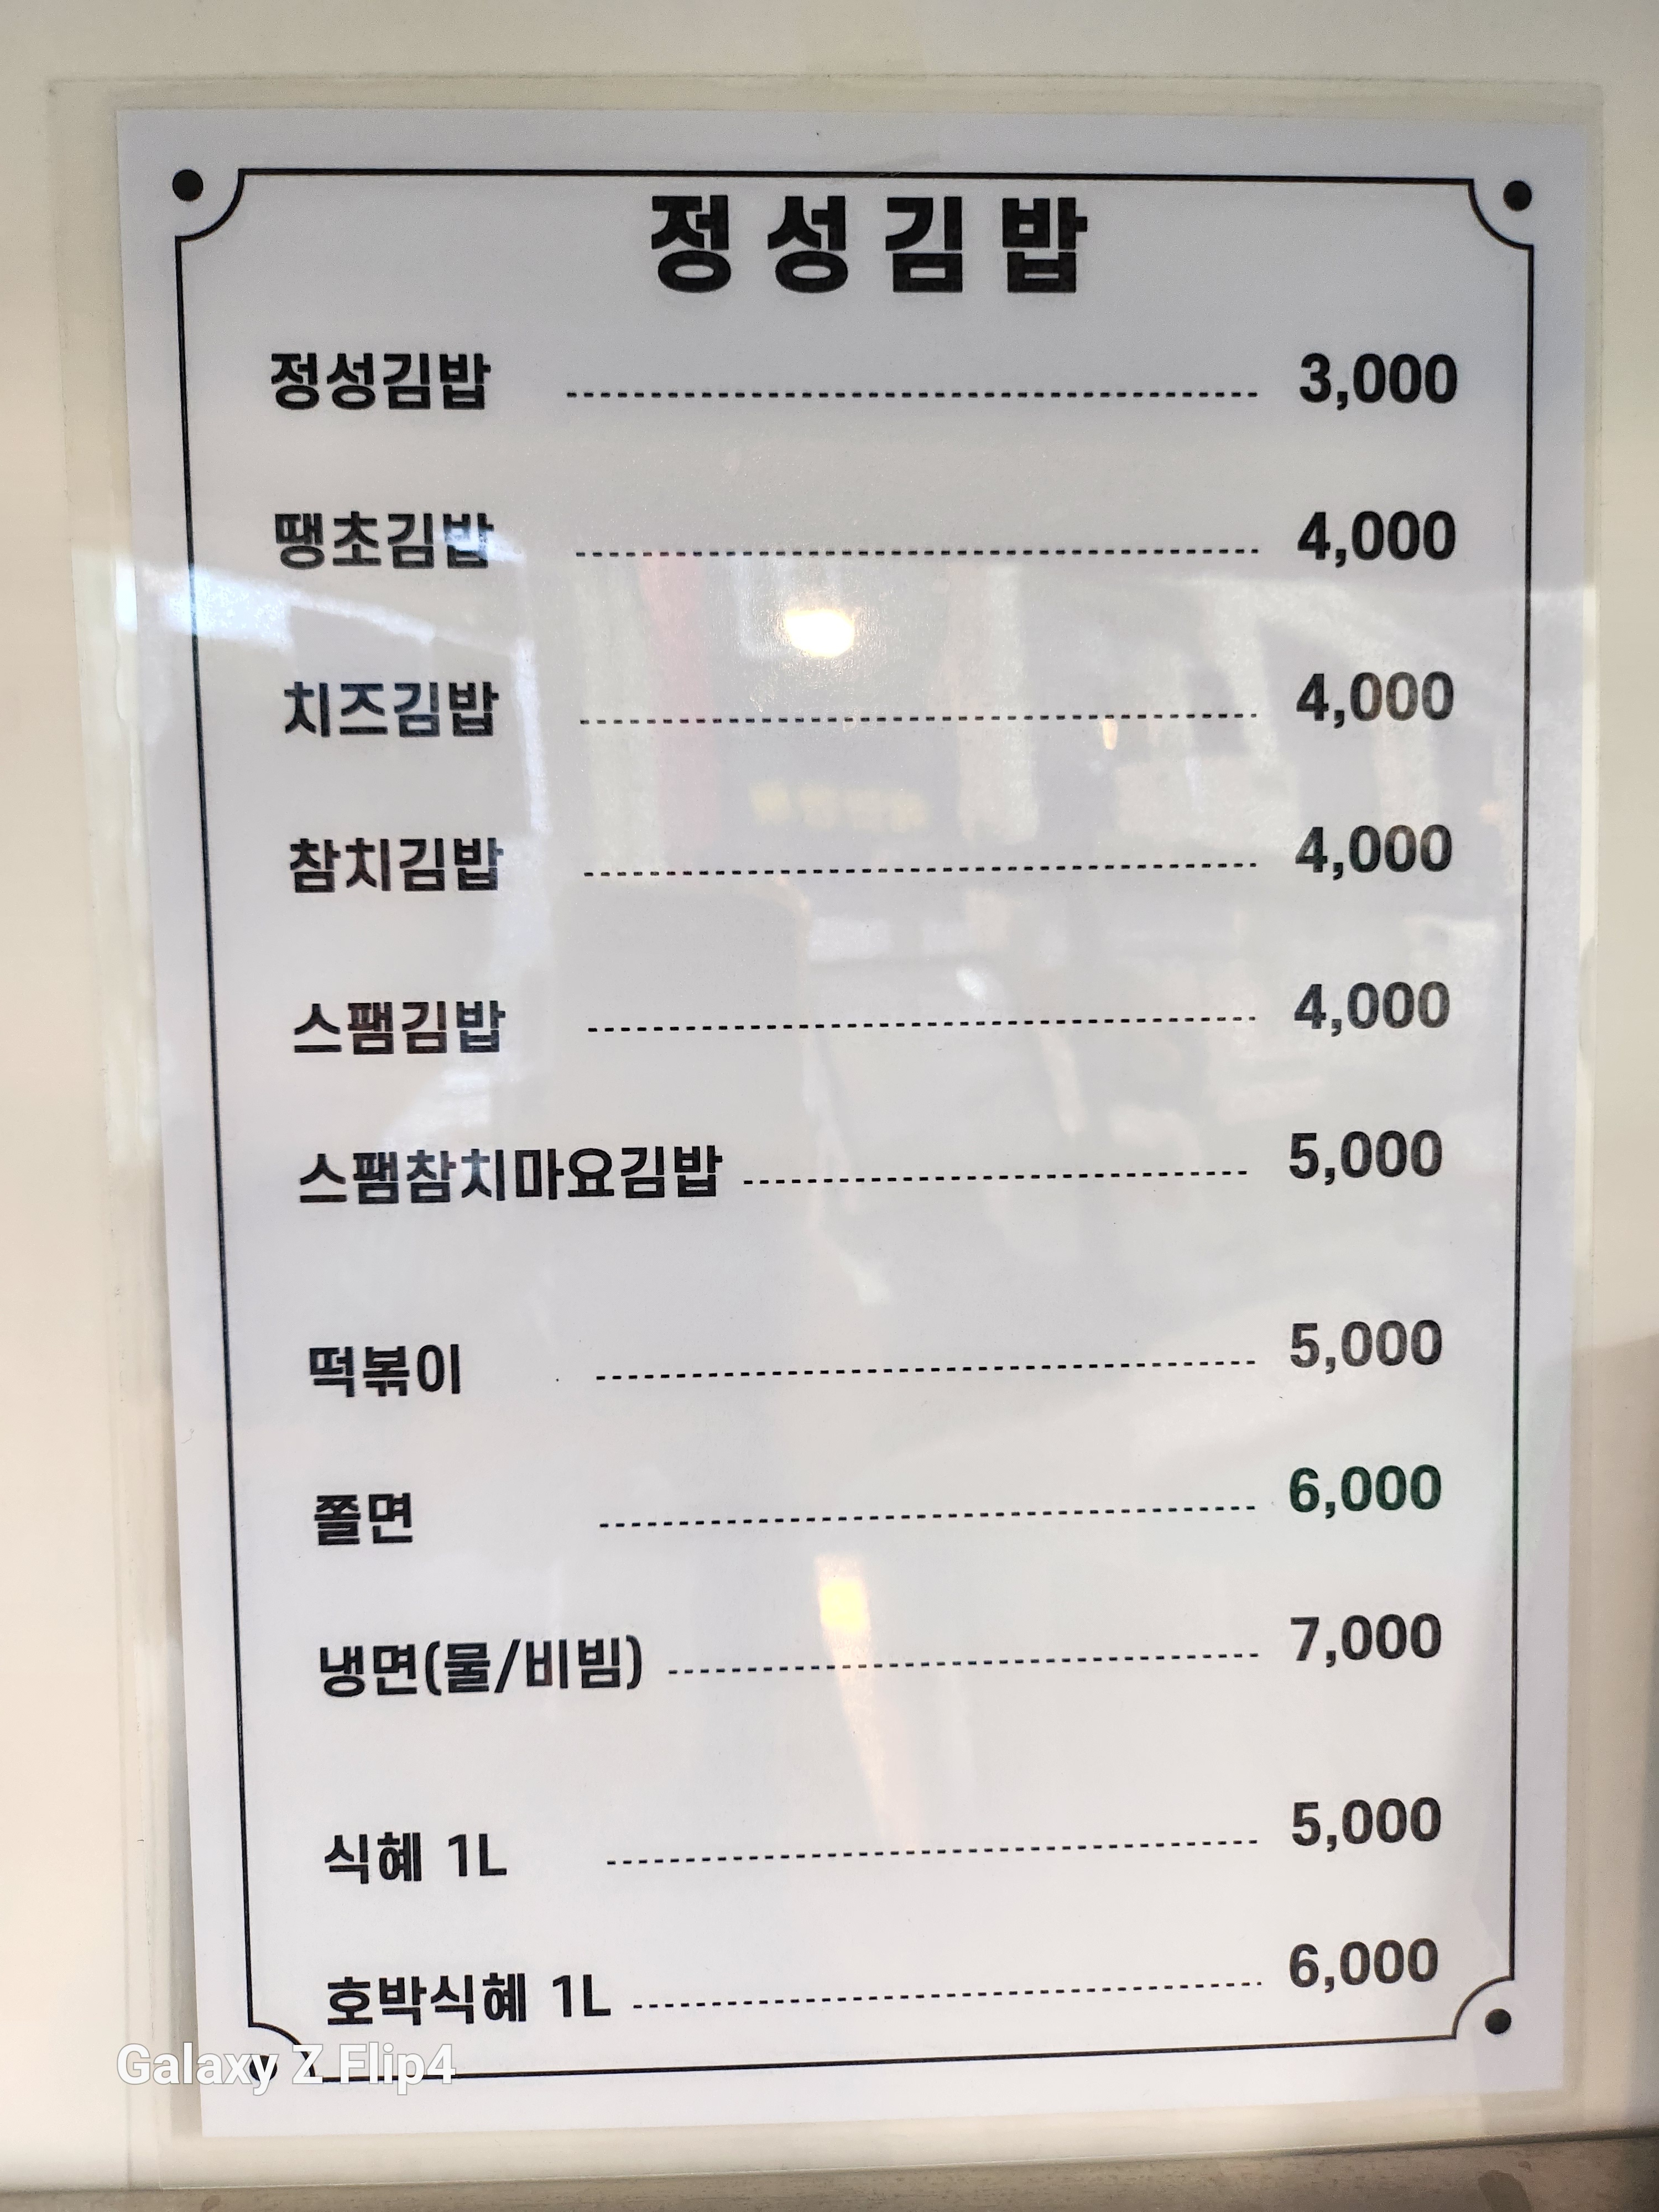 정성김밥
정성김밥 3,000
땡초김밥 4,000
치즈김밥 4,000
참치김밥 4,000
스팸김밥 4,000
스팸참치마요김밥 5,000
떡볶이 5,000
쫄면 6,000
냉면(물/비빔) 7,000
식혜 1L 5,000
호박식혜 1L 6,000
Galaxy Z Flip4